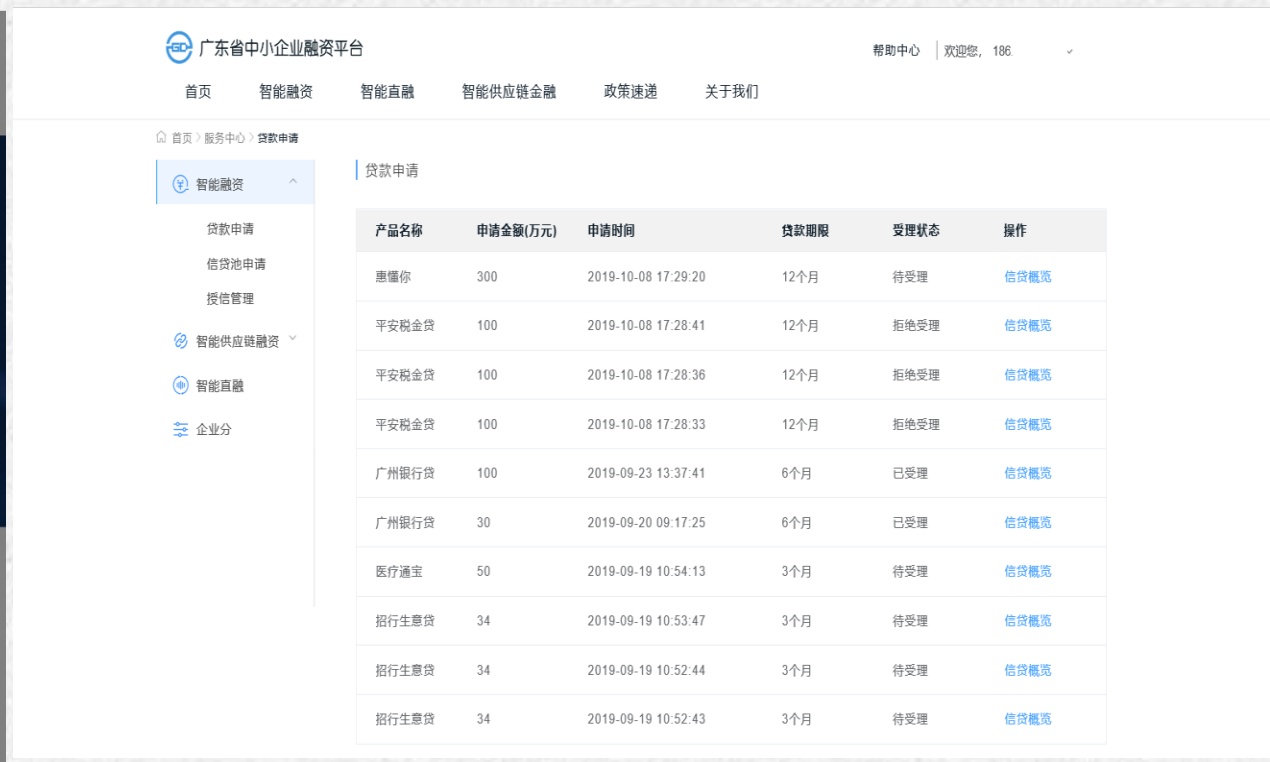 GD 广东省中小企业融资平台
帮助中心 欢迎您, 186.
首页 智能融资 智能直融 智能供应链金融 政策速递 关于我们
首页 > 服务中心 > 贷款申请
智能融资
贷款申请
信贷池申请
授信管理
智能供应链融资
智能直融
企业分
贷款申请
产品名称 申请金额(万元) 申请时间 贷款期限 受理状态 操作
惠懂你 300 2019-10-08 17:29:20 12个月 待受理 信贷概览
平安税金贷 100 2019-10-08 17:28:41 12个月 拒绝受理 信贷概览
平安税金贷 100 2019-10-08 17:28:36 12个月 拒绝受理 信贷概览
平安税金贷 100 2019-10-08 17:28:33 12个月 拒绝受理 信贷概览
广州银行贷 100 2019-09-23 13:37:41 6个月 已受理 信贷概览
广州银行贷 30 2019-09-20 09:17:25 6个月 已受理 信贷概览
医疗通宝 50 2019-09-19 10:54:13 3个月 待受理 信贷概览
招行生意贷 34 2019-09-19 10:53:47 3个月 待受理 信贷概览
招行生意贷 34 2019-09-19 10:52:44 3个月 待受理 信贷概览
招行生意贷 34 2019-09-19 10:52:43 3个月 待受理 信贷概览